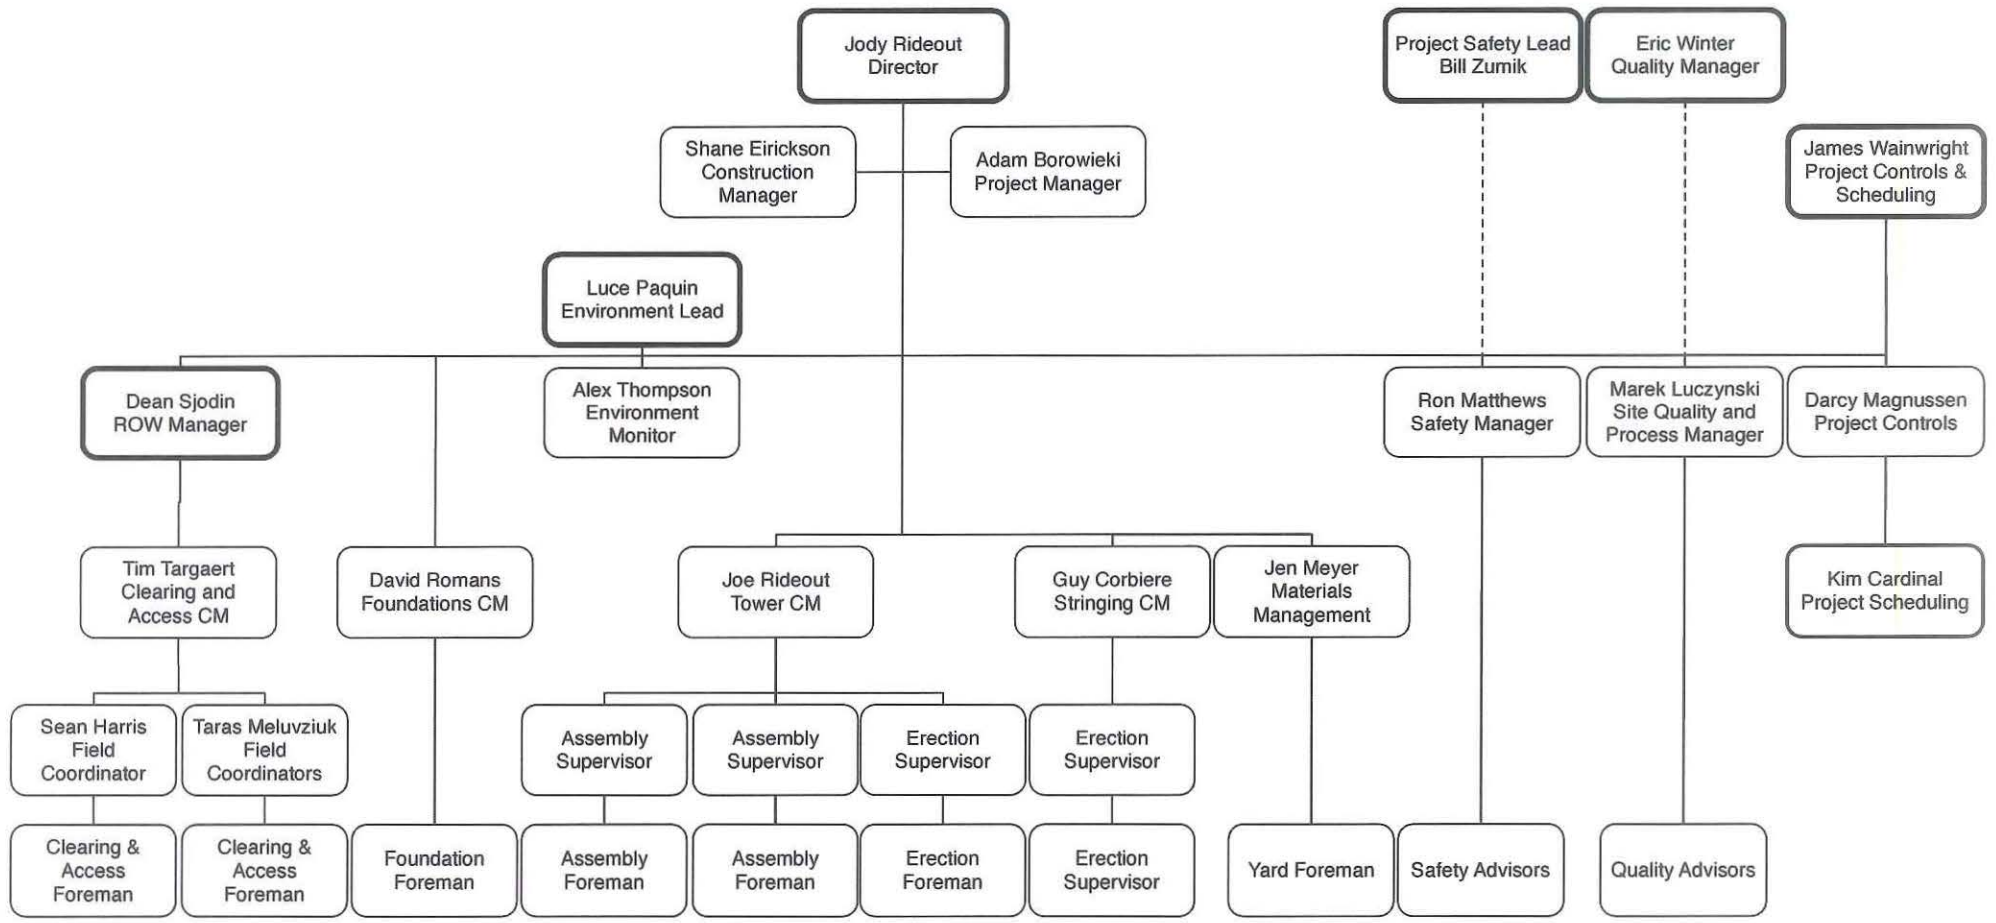 Jody Rideout
Director
Project Safety Lead
Bill Zurnik
Eric Winter
Quality Manager
Shane Eirickson
Construction
Manager
Adam Borowieki
Project Manager
James Wainwright
Project Controls &
Scheduling
Luce Paquin
Environment Lead
Dean Sjodin
ROW Manager
Alex Thompson
Environment
Monitor
Ron Matthews
Safety Manager
Marek Luczynski
Site Quality and
Process Manager
Darcy Magnussen
Project Controls
Tim Targaert
Clearing and
Access CM
David Romans
Foundations CM
Joe Rideout
Tower CM
Guy Corbiere
Stringing CM
Jen Meyer
Materials
Management
Kim Cardinal
Project Scheduling
Sean Harris
Field
Coordinator
Taras Meluvziuk
Field
Coordinators
Assembly
Supervisor
Assembly
Supervisor
Erection
Supervisor
Erection
Supervisor
Clearing &
Access
Foreman
Clearing &
Access
Foreman
Foundation
Foreman
Assembly
Foreman
Assembly
Foreman
Erection
Foreman
Erection
Supervisor
Yard Foreman
Safety Advisors
Quality Advisors